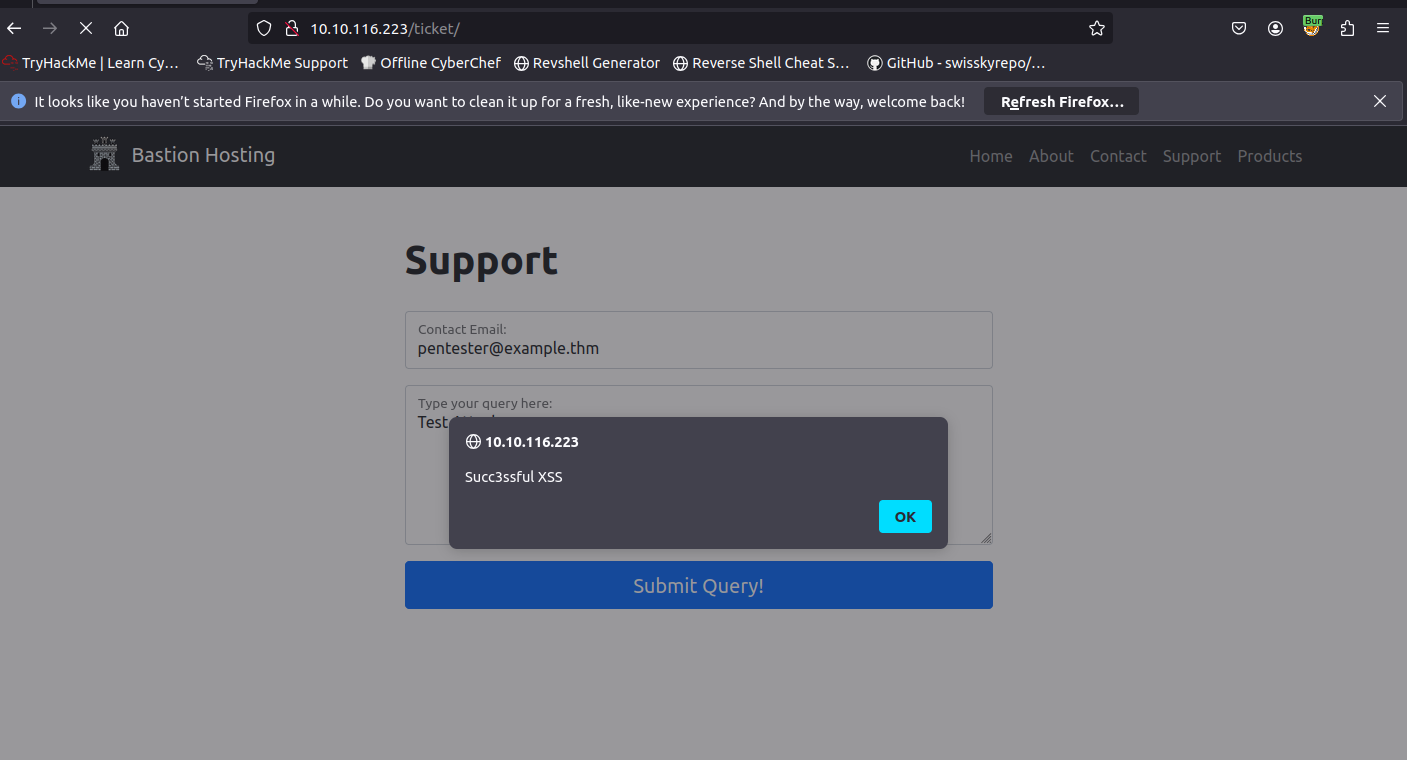 10.10.116.223/ticket/
Burp
TryHackMe | Learn Cy… TryHackMe Support Offline CyberChef Revshell Generator Reverse Shell Cheat S… GitHub - swisskyrepo/…
It looks like you haven’t started Firefox in a while. Do you want to clean it up for a fresh, like-new experience? And by the way, welcome back! Refresh Firefox…
Bastion Hosting Home About Contact Support Products
Support
Contact Email:
pentester@example.thm
Type your query here:
Test
10.10.116.223
Succ3ssful XSS
OK
Submit Query!